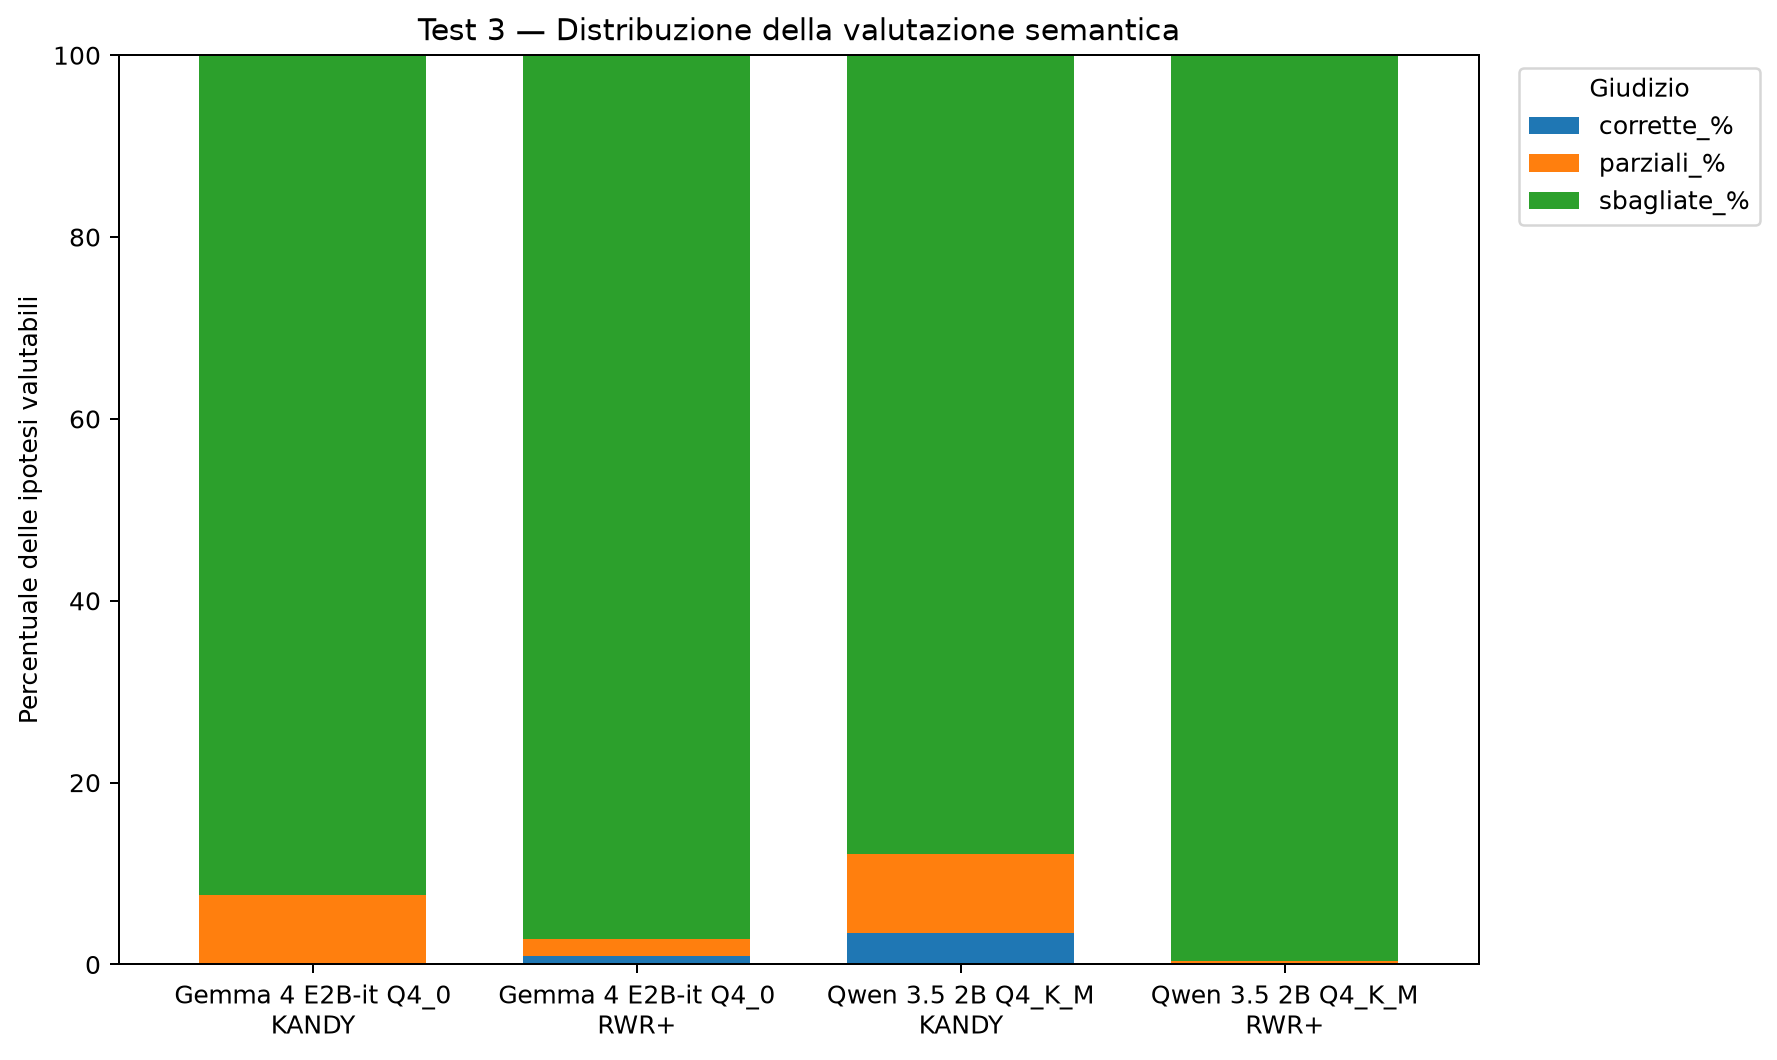 Test 3 — Distribuzione della valutazione semantica
Giudizio
corrette_%
parziali_%
sbagliate_%
Percentuale delle ipotesi valutabili
100
80
60
40
20
0
Gemma 4 E2B-it Q4_0
KANDY
Gemma 4 E2B-it Q4_0
RWR+
Qwen 3.5 2B Q4_K_M
KANDY
Qwen 3.5 2B Q4_K_M
RWR+